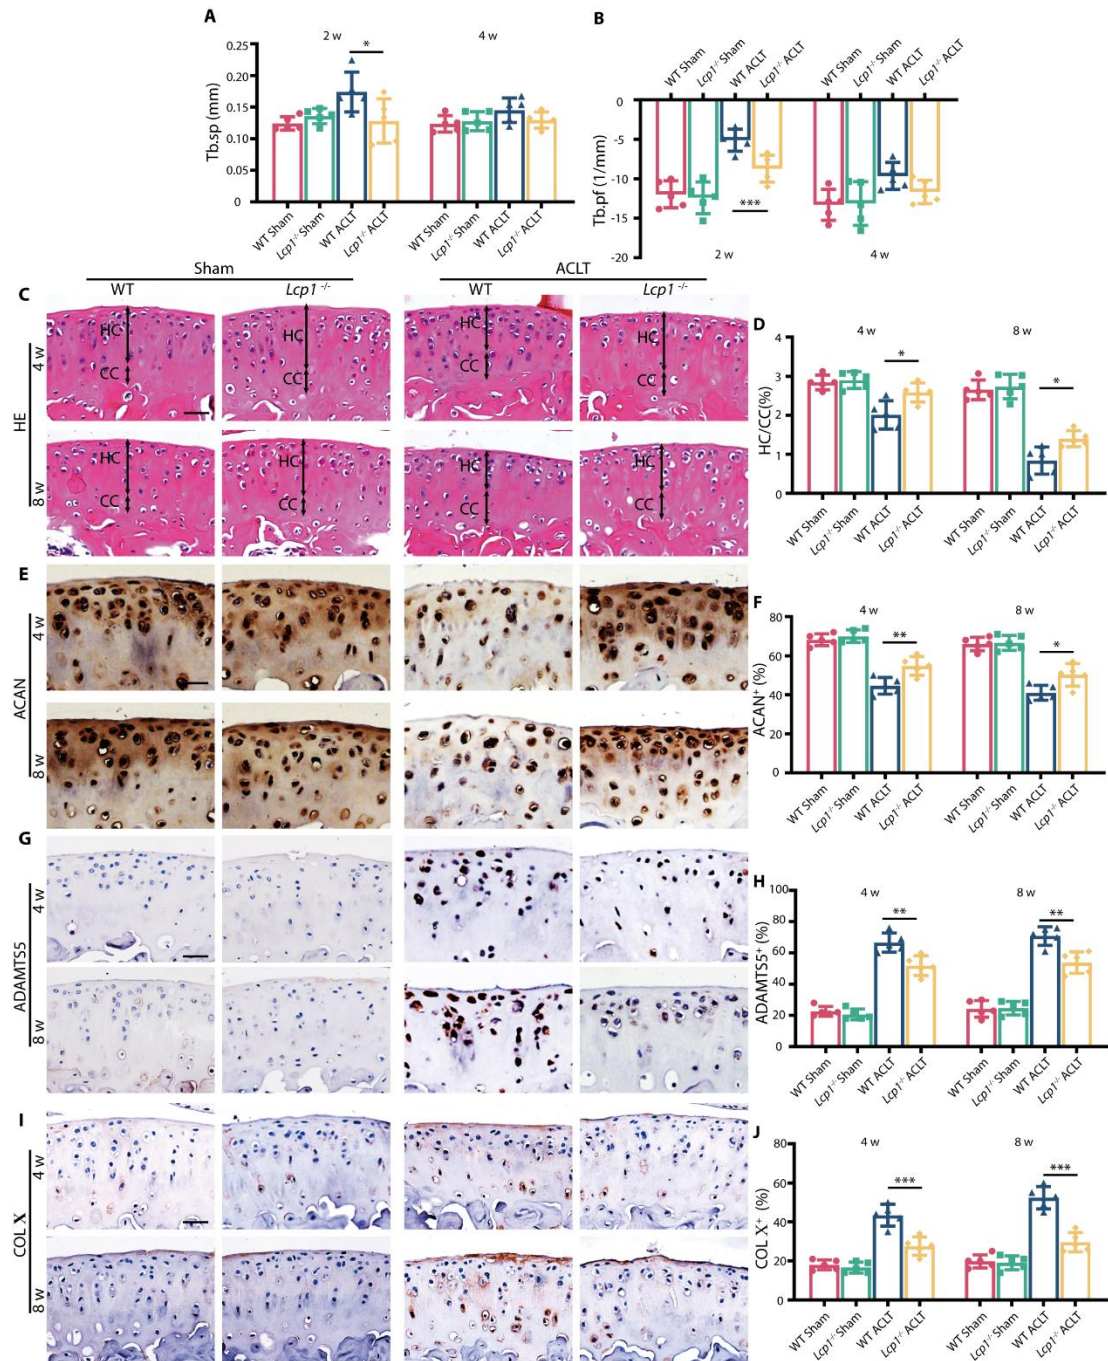 A
2 w
4 w
*
0.25
0.20
0.15
0.10
0.05
0
Tb.sp (mm)
WT Sham
Lcp1-/- Sham
WT ACLT
Lcp1-/- ACLT
WT Sham
Lcp1-/- Sham
WT ACLT
Lcp1-/- ACLT
B
WT Sham
Lcp1-/- Sham
WT ACLT
Lcp1-/- ACLT
WT Sham
Lcp1-/- Sham
WT ACLT
Lcp1-/- ACLT
0
-5
-10
-15
-20
Tb.pf (1/mm)
***
2 w
4 w
Sham
ACLT
WT
Lcp1 -/-
WT
Lcp1 -/-
C
HE
4 w
HC
CC
HC
CC
HC
CC
HC
CC
8 w
HC
CC
HC
CC
HC
CC
HC
CC
D
4 w
8 w
*
*
4
3
2
1
0
HC/CC(%)
WT Sham
Lcp1-/- Sham
WT ACLT
Lcp1-/- ACLT
WT Sham
Lcp1-/- Sham
WT ACLT
Lcp1-/- ACLT
E
ACAN
4 w
8 w
F
4 w
8 w
**
*
80
60
40
20
0
ACAN+ (%)
WT Sham
Lcp1-/- Sham
WT ACLT
Lcp1-/- ACLT
WT Sham
Lcp1-/- Sham
WT ACLT
Lcp1-/- ACLT
G
ADAMTS5
4 w
8 w
H
4 w
8 w
**
**
100
80
60
40
20
0
ADAMTS5+ (%)
WT Sham
Lcp1-/- Sham
WT ACLT
Lcp1-/- ACLT
WT Sham
Lcp1-/- Sham
WT ACLT
Lcp1-/- ACLT
I
COL X
4 w
8 w
J
4 w
8 w
***
***
80
60
40
20
0
COL X+ (%)
WT Sham
Lcp1-/- Sham
WT ACLT
Lcp1-/- ACLT
WT Sham
Lcp1-/- Sham
WT ACLT
Lcp1-/- ACLT